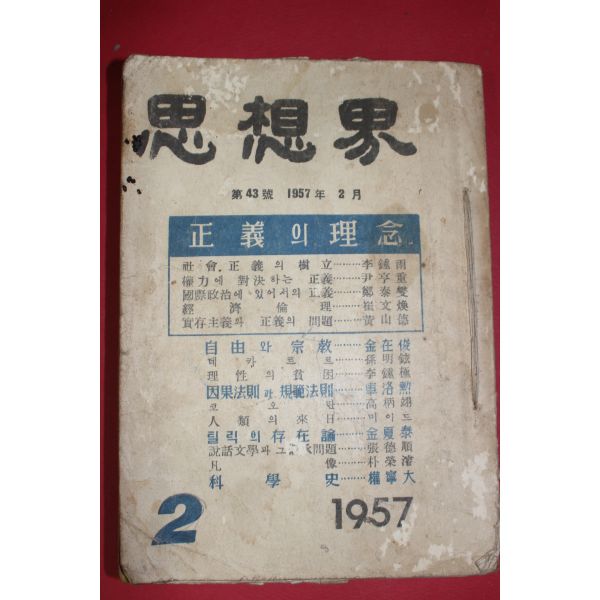 思想界
第43號 1957年 2月
正義의 理念
社會正義의 樹立………李鍾雨
權力에 對決하는 正義……尹亨重
國際政治에 있어서의 正義……鄭泰燮
經濟倫理………崔文煥
實存主義와 正義의 問題……黃山德
自由와 宗敎………金在俊
데카르트………孫明鉉
理性의 貧困………李鍾極
因果法則과 規範法則………車洛勳
코오란………高柄翊
人類의 來日………미이드
릴릭의 存在論………金夏泰
說話文學과 그 問題………張德順
凡像………朴榮濬
科學史………權寧大
2
1957